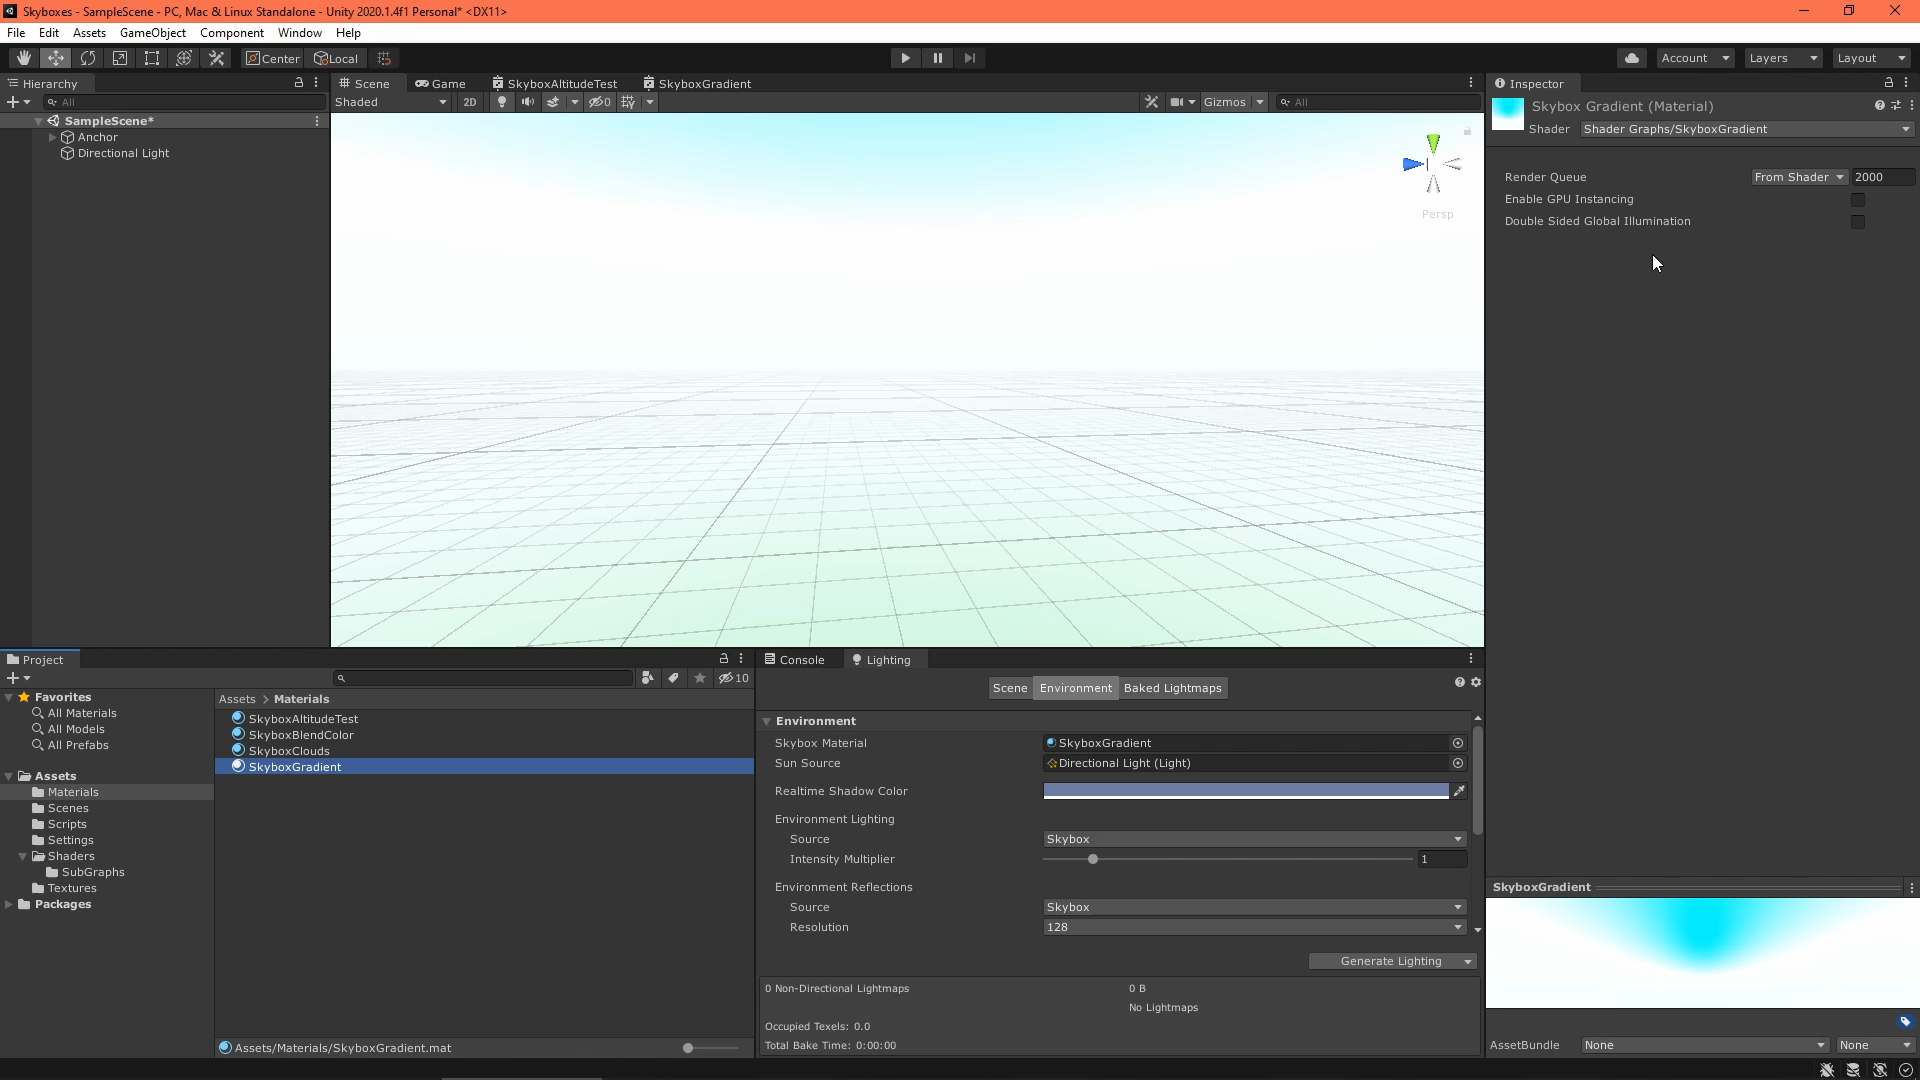 Skyboxes - SampleScene - PC, Mac & Linux Standalone - Unity 2020.1.4f1 Personal* <DX11>
File Edit Assets GameObject Component Window Help
Center Local Account Layers Layout
Hierarchy
All
SampleScene*
Anchor
Directional Light
Scene Game SkyboxAltitudeTest SkyboxGradient
Shaded 2D 0 Gizmos All
Persp
Inspector
Skybox Gradient (Material)
Shader Shader Graphs/SkyboxGradient
Render Queue From Shader 2000
Enable GPU Instancing
Double Sided Global Illumination
Project
10
Favorites
All Materials
All Models
All Prefabs
Assets
Materials
Scenes
Scripts
Settings
Shaders
SubGraphs
Textures
Packages
Assets > Materials
SkyboxAltitudeTest
SkyboxBlendColor
SkyboxClouds
SkyboxGradient
Assets/Materials/SkyboxGradient.mat
Console Lighting
Scene Environment Baked Lightmaps
Environment
Skybox Material SkyboxGradient
Sun Source Directional Light (Light)
Realtime Shadow Color
Environment Lighting
Source Skybox
Intensity Multiplier 1
Environment Reflections
Source Skybox
Resolution 128
Generate Lighting
0 Non-Directional Lightmaps 0 B
No Lightmaps
Occupied Texels: 0.0
Total Bake Time: 0:00:00
SkyboxGradient
AssetBundle None None